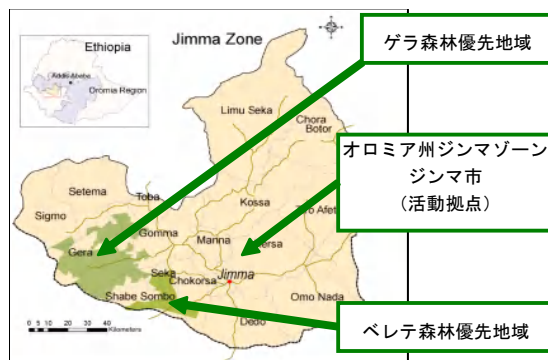 Ethiopia
Addis Ababa
Oromia Region
Jimma Zone
ゲラ森林優先地域
Limu Seka
Chora
Botor
オロミア州ジンマゾーン
ジンマ市
(活動拠点)
Setema
Toba
Sigmo
Kossa
Gomma
Manna
Gera
Seka
Chokorsa
Jimma
Shabe Sombo
Omo Nada
Dedo
0 5 10 20 30 40
Kilometers
ベレテ森林優先地域